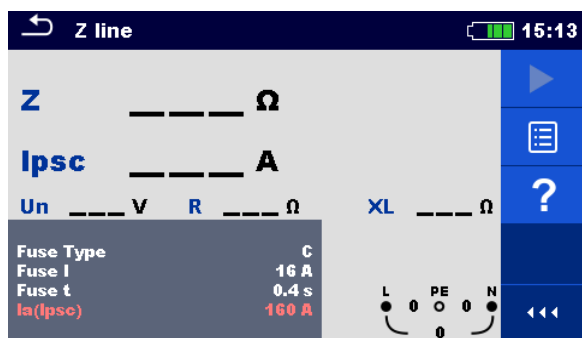 Z line 15:13
Z ___ Ω
Ipsc ___ A
Un ___ V R ___ Ω XL ___ Ω
?
Fuse Type C
Fuse I 16 A
Fuse t 0.4 s
Ia(Ipsc) 160 A
L PE N
0 0
0